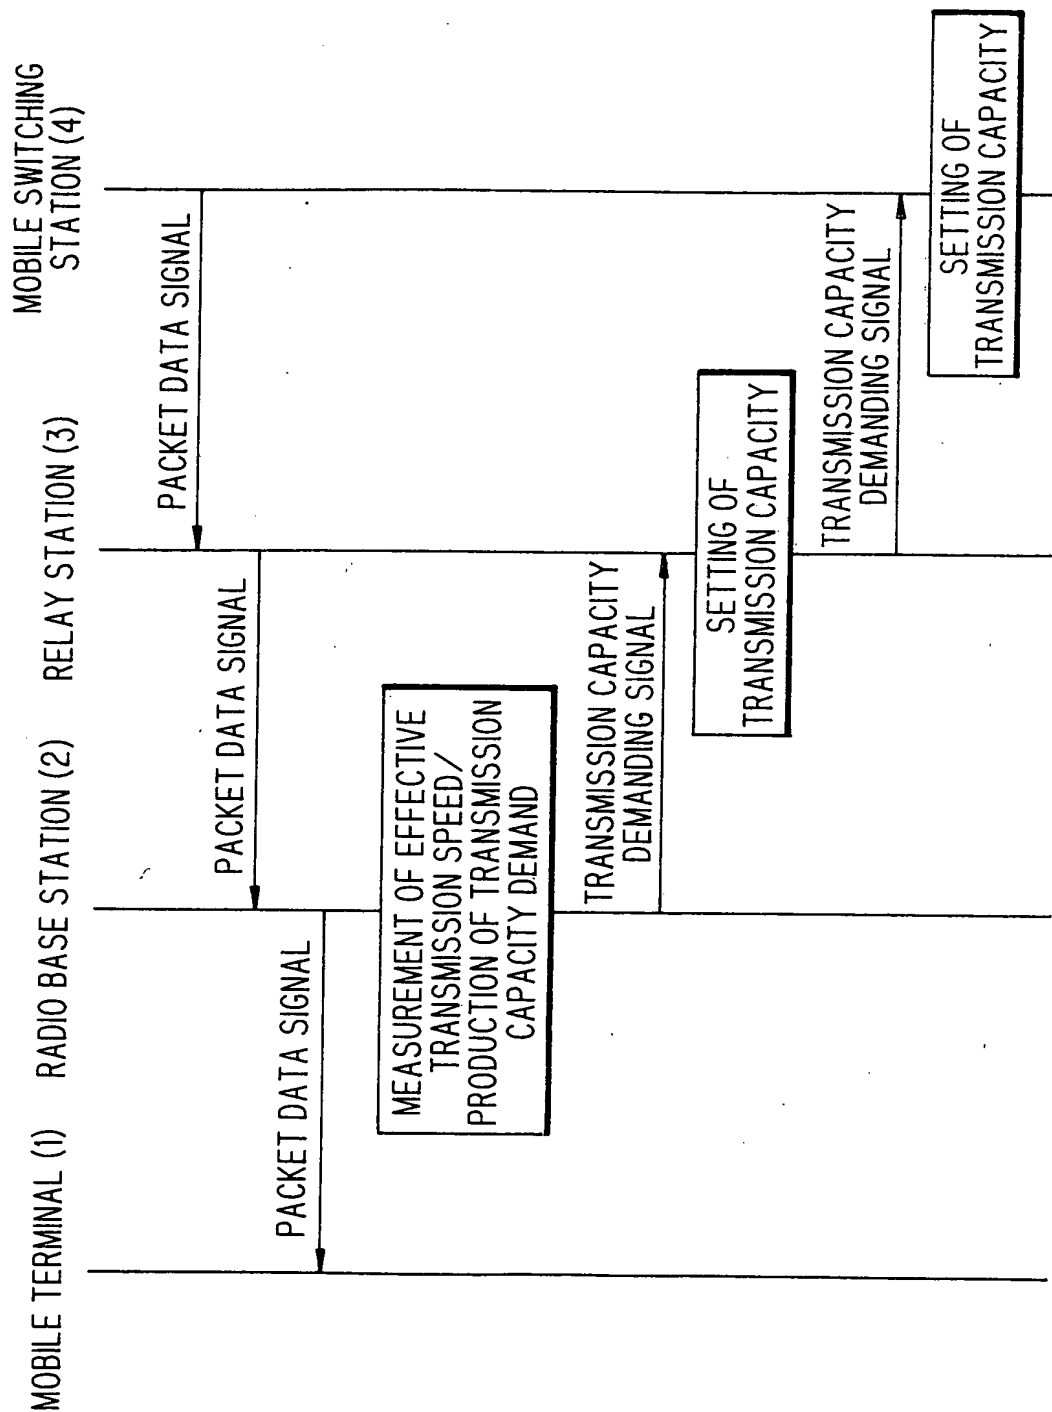 MOBILE TERMINAL (1)
RADIO BASE STATION (2)
RELAY STATION (3)
MOBILE SWITCHING
STATION (4)
PACKET DATA SIGNAL
PACKET DATA SIGNAL
PACKET DATA SIGNAL
MEASUREMENT OF EFFECTIVE
TRANSMISSION SPEED/
PRODUCTION OF TRANSMISSION
CAPACITY DEMAND
TRANSMISSION CAPACITY
DEMANDING SIGNAL
SETTING OF
TRANSMISSION CAPACITY
TRANSMISSION CAPACITY
DEMANDING SIGNAL
SETTING OF
TRANSMISSION CAPACITY